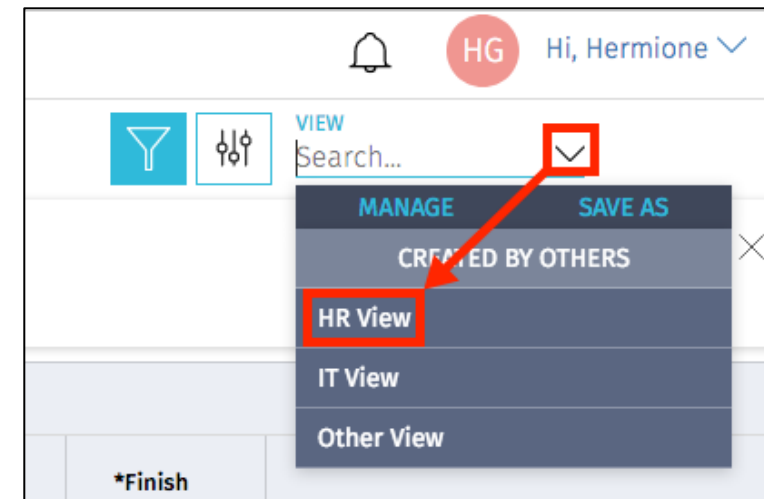 HG Hi, Hermione
VIEW
Search...
MANAGE SAVE AS
CREATED BY OTHERS
HR View
IT View
Other View
*Finish